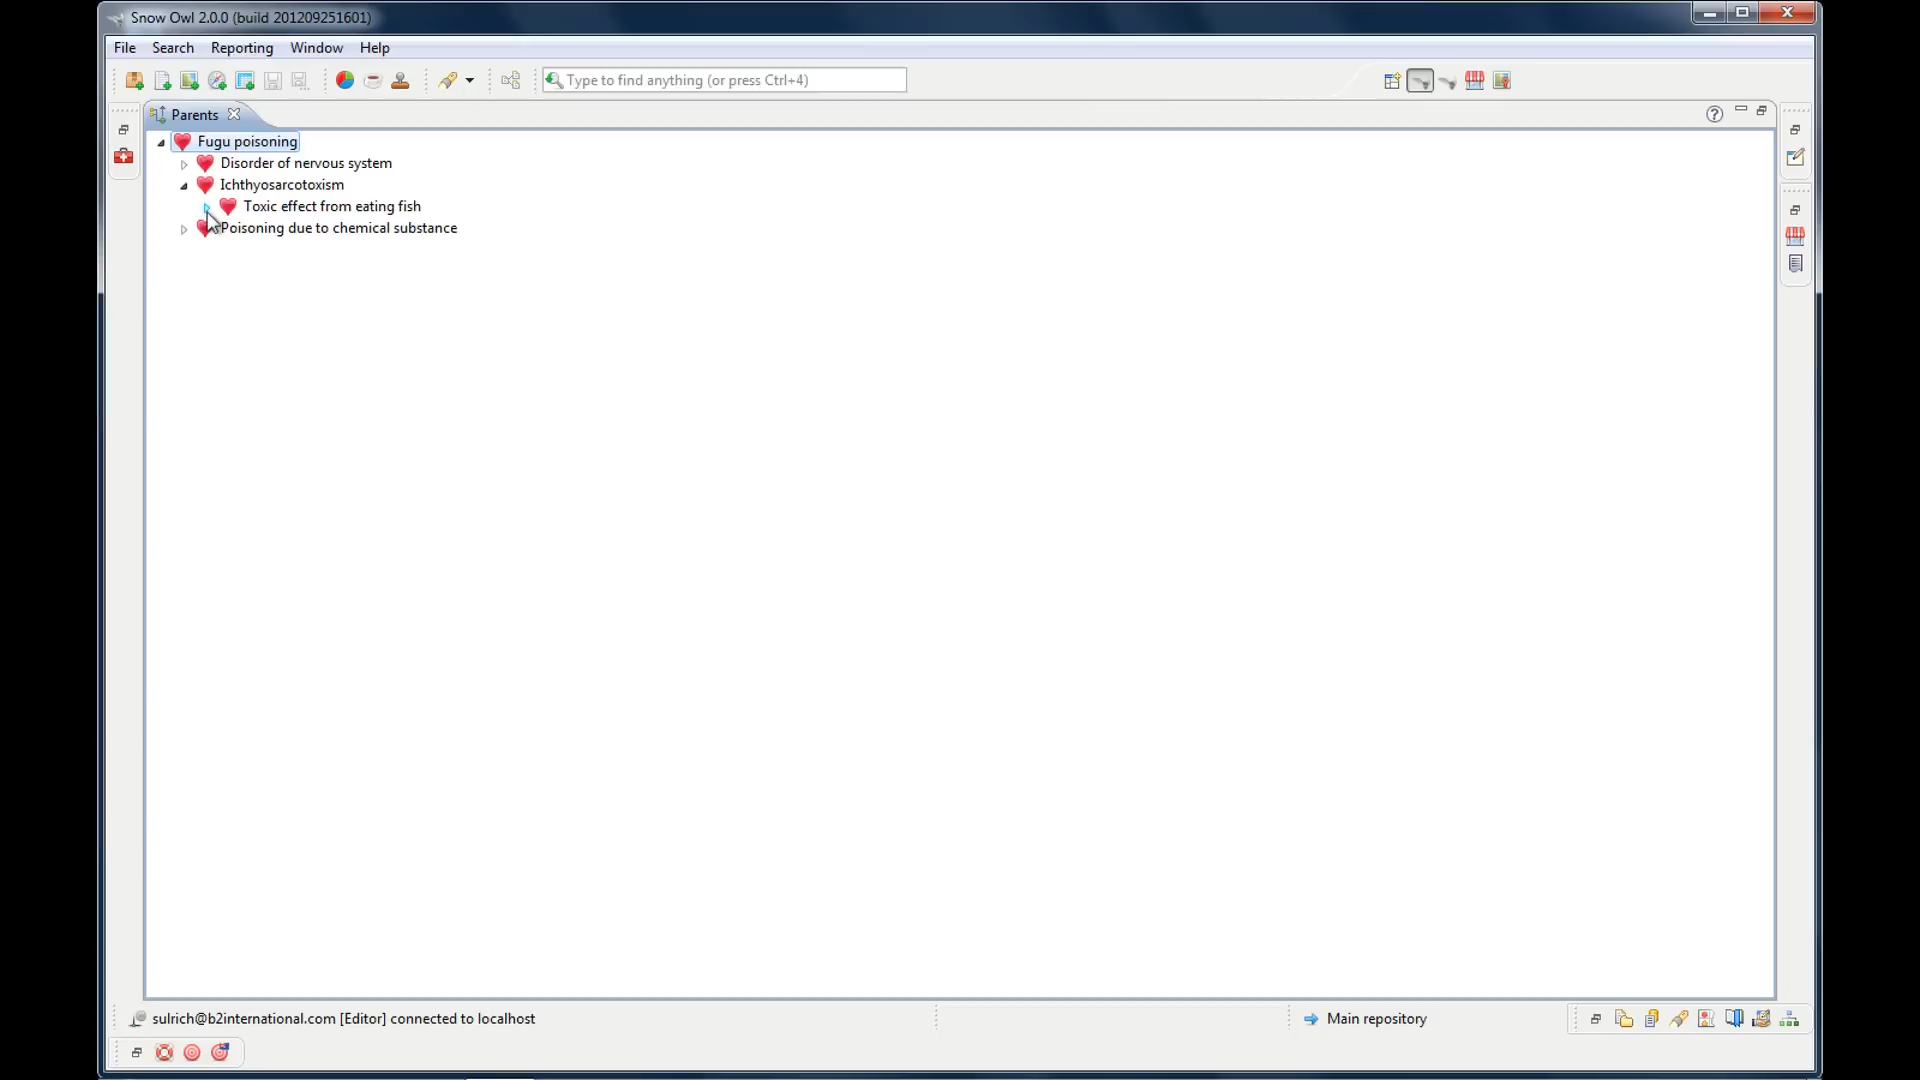 Snow Owl 2.0.0 (build 201209251601)
File Search Reporting Window Help
Type to find anything (or press Ctrl+4)
Parents
Fugu poisoning
Disorder of nervous system
Ichthyosarcotoxism
Toxic effect from eating fish
Poisoning due to chemical substance
sulrich@b2international.com [Editor] connected to localhost
Main repository